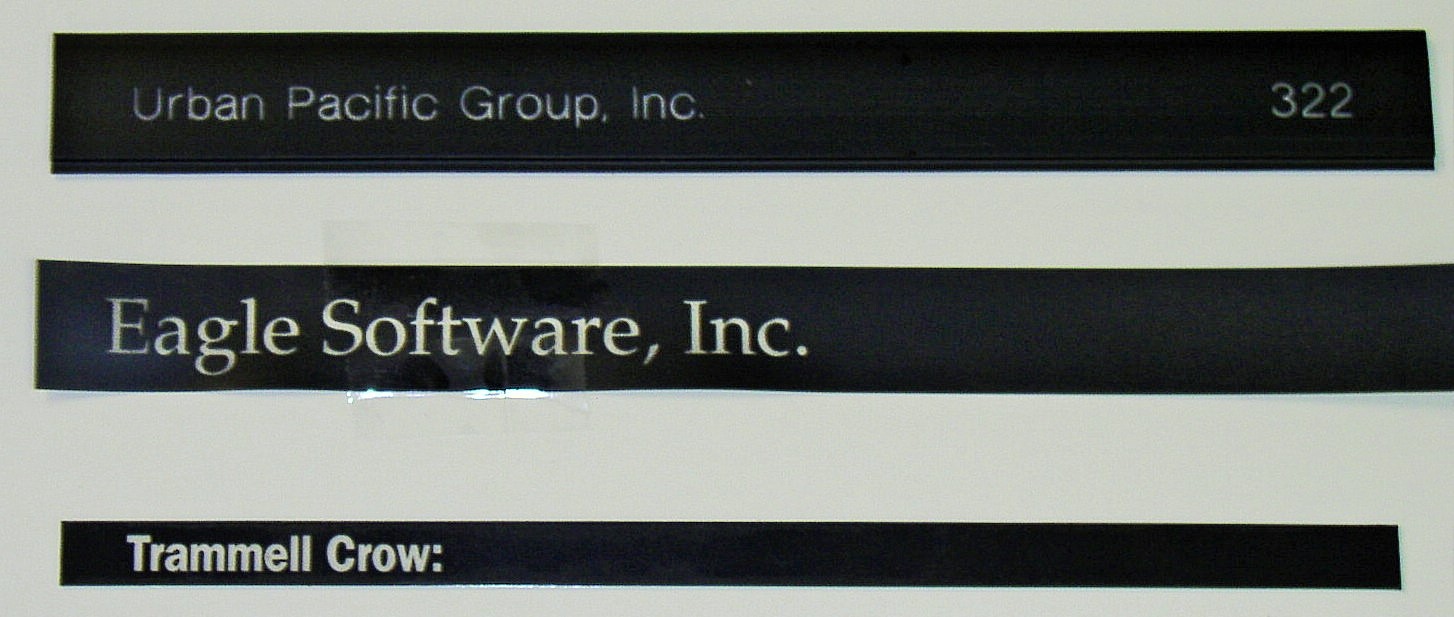 Urban Pacific Group, Inc. 322
Eagle Software, Inc.
Trammell Crow: